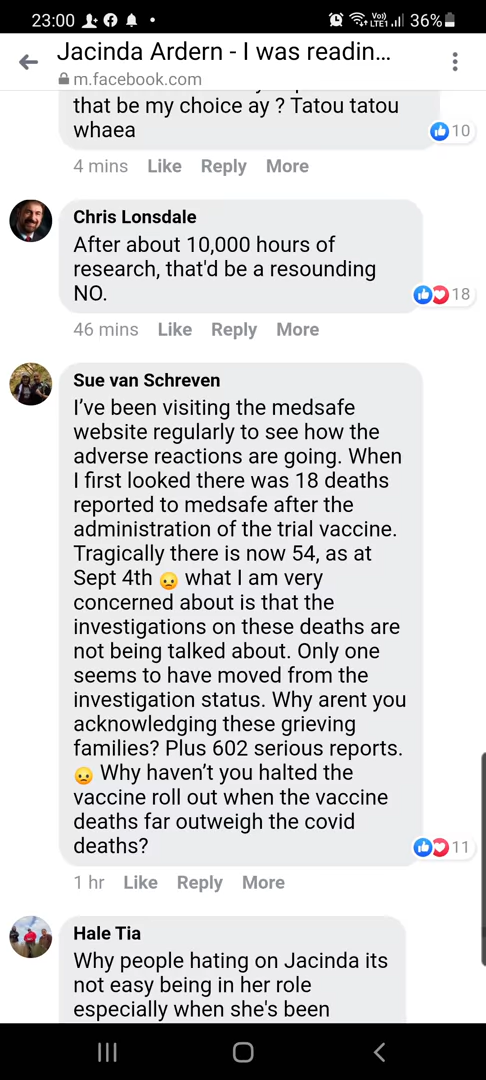 23:00
Vo)) LTE1 36%
Jacinda Ardern - I was readin...
m.facebook.com
that be my choice ay ? Tatou tatou
whaea
10
4 mins Like Reply More
Chris Lonsdale
After about 10,000 hours of
research, that'd be a resounding
NO.
18
46 mins Like Reply More
Sue van Schreven
I've been visiting the medsafe
website regularly to see how the
adverse reactions are going. When
I first looked there was 18 deaths
reported to medsafe after the
administration of the trial vaccine.
Tragically there is now 54, as at
Sept 4th 😞 what I am very
concerned about is that the
investigations on these deaths are
not being talked about. Only one
seems to have moved from the
investigation status. Why arent you
acknowledging these grieving
families? Plus 602 serious reports.
😞 Why haven't you halted the
vaccine roll out when the vaccine
deaths far outweigh the covid
deaths?
11
1 hr Like Reply More
Hale Tia
Why people hating on Jacinda its
not easy being in her role
especially when she's been